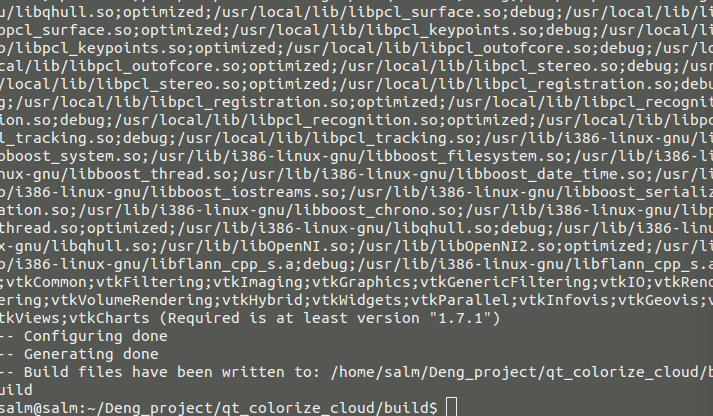 u/libqhull.so;optimized;/usr/local/lib/libpcl_surface.so;debug;/usr/local/lib/li
bpcl_surface.so;optimized;/usr/local/lib/libpcl_keypoints.so;debug;/usr/local/li
b/libpcl_keypoints.so;optimized;/usr/local/lib/libpcl_outofcore.so;debug;/usr/lo
cal/lib/libpcl_outofcore.so;optimized;/usr/local/lib/libpcl_stereo.so;debug;/usr
/local/lib/libpcl_stereo.so;optimized;/usr/local/lib/libpcl_registration.so;debu
g;/usr/local/lib/libpcl_registration.so;optimized;/usr/local/lib/libpcl_recognit
ion.so;debug;/usr/local/lib/libpcl_recognition.so;optimized;/usr/local/lib/libpc
l_tracking.so;debug;/usr/local/lib/libpcl_tracking.so;/usr/lib/i386-linux-gnu/li
bboost_system.so;/usr/lib/i386-linux-gnu/libboost_filesystem.so;/usr/lib/i386-li
nux-gnu/libboost_thread.so;/usr/lib/i386-linux-gnu/libboost_date_time.so;/usr/li
b/i386-linux-gnu/libboost_iostreams.so;/usr/lib/i386-linux-gnu/libboost_serializ
ation.so;/usr/lib/i386-linux-gnu/libboost_chrono.so;/usr/lib/i386-linux-gnu/libp
thread.so;optimized;/usr/lib/i386-linux-gnu/libqhull.so;debug;/usr/lib/i386-linu
x-gnu/libqhull.so;/usr/lib/libOpenNI.so;/usr/lib/libOpenNI2.so;optimized;/usr/li
b/i386-linux-gnu/libflann_cpp_s.a;debug;/usr/lib/i386-linux-gnu/libflann_cpp_s.a
;vtkCommon;vtkFiltering;vtkImaging;vtkGraphics;vtkGenericFiltering;vtkIO;vtkRend
ering;vtkVolumeRendering;vtkHybrid;vtkWidgets;vtkParallel;vtkInfovis;vtkGeovis;v
tkViews;vtkCharts (Required is at least version "1.7.1")
-- Configuring done
-- Generating done
-- Build files have been written to: /home/salm/Deng_project/qt_colorize_cloud/b
uild
salm@salm:~/Deng_project/qt_colorize_cloud/build$